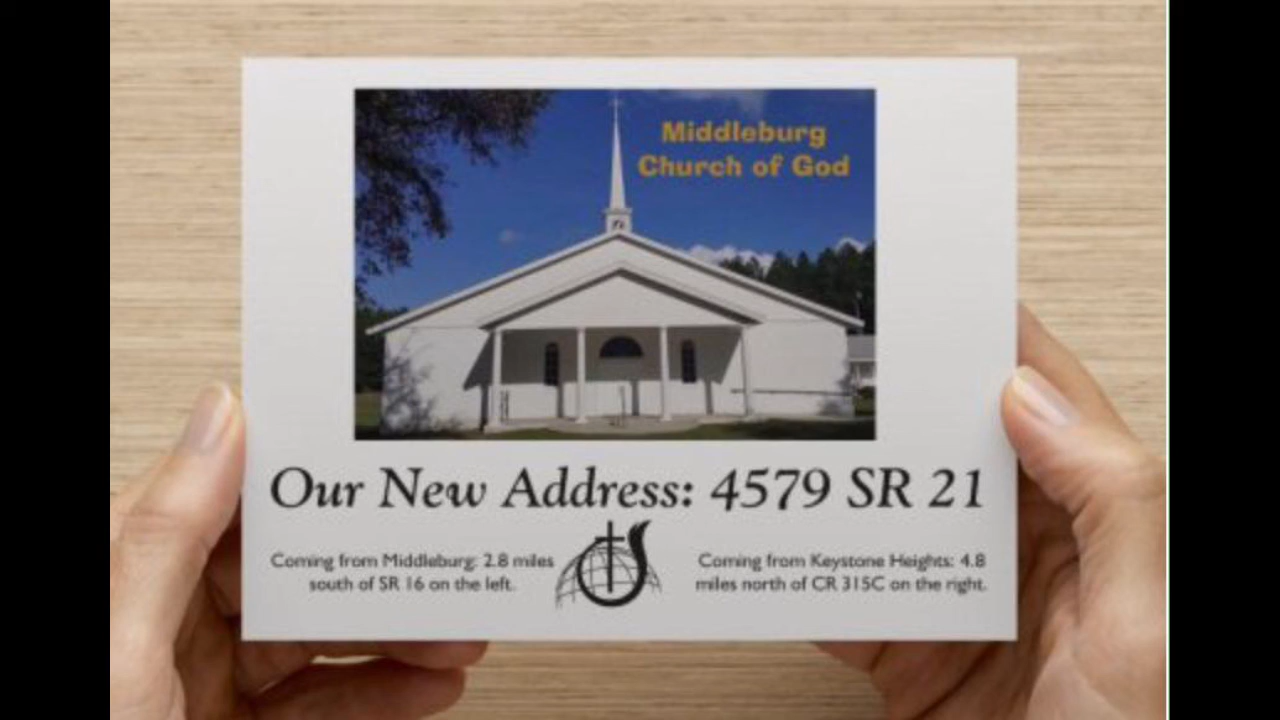 Middleburg
Church of God
Our New Address: 4579 SR 21
Coming from Middleburg: 2.8 miles
south of SR 16 on the left.
Coming from Keystone Heights: 4.8
miles north of CR 315C on the right.